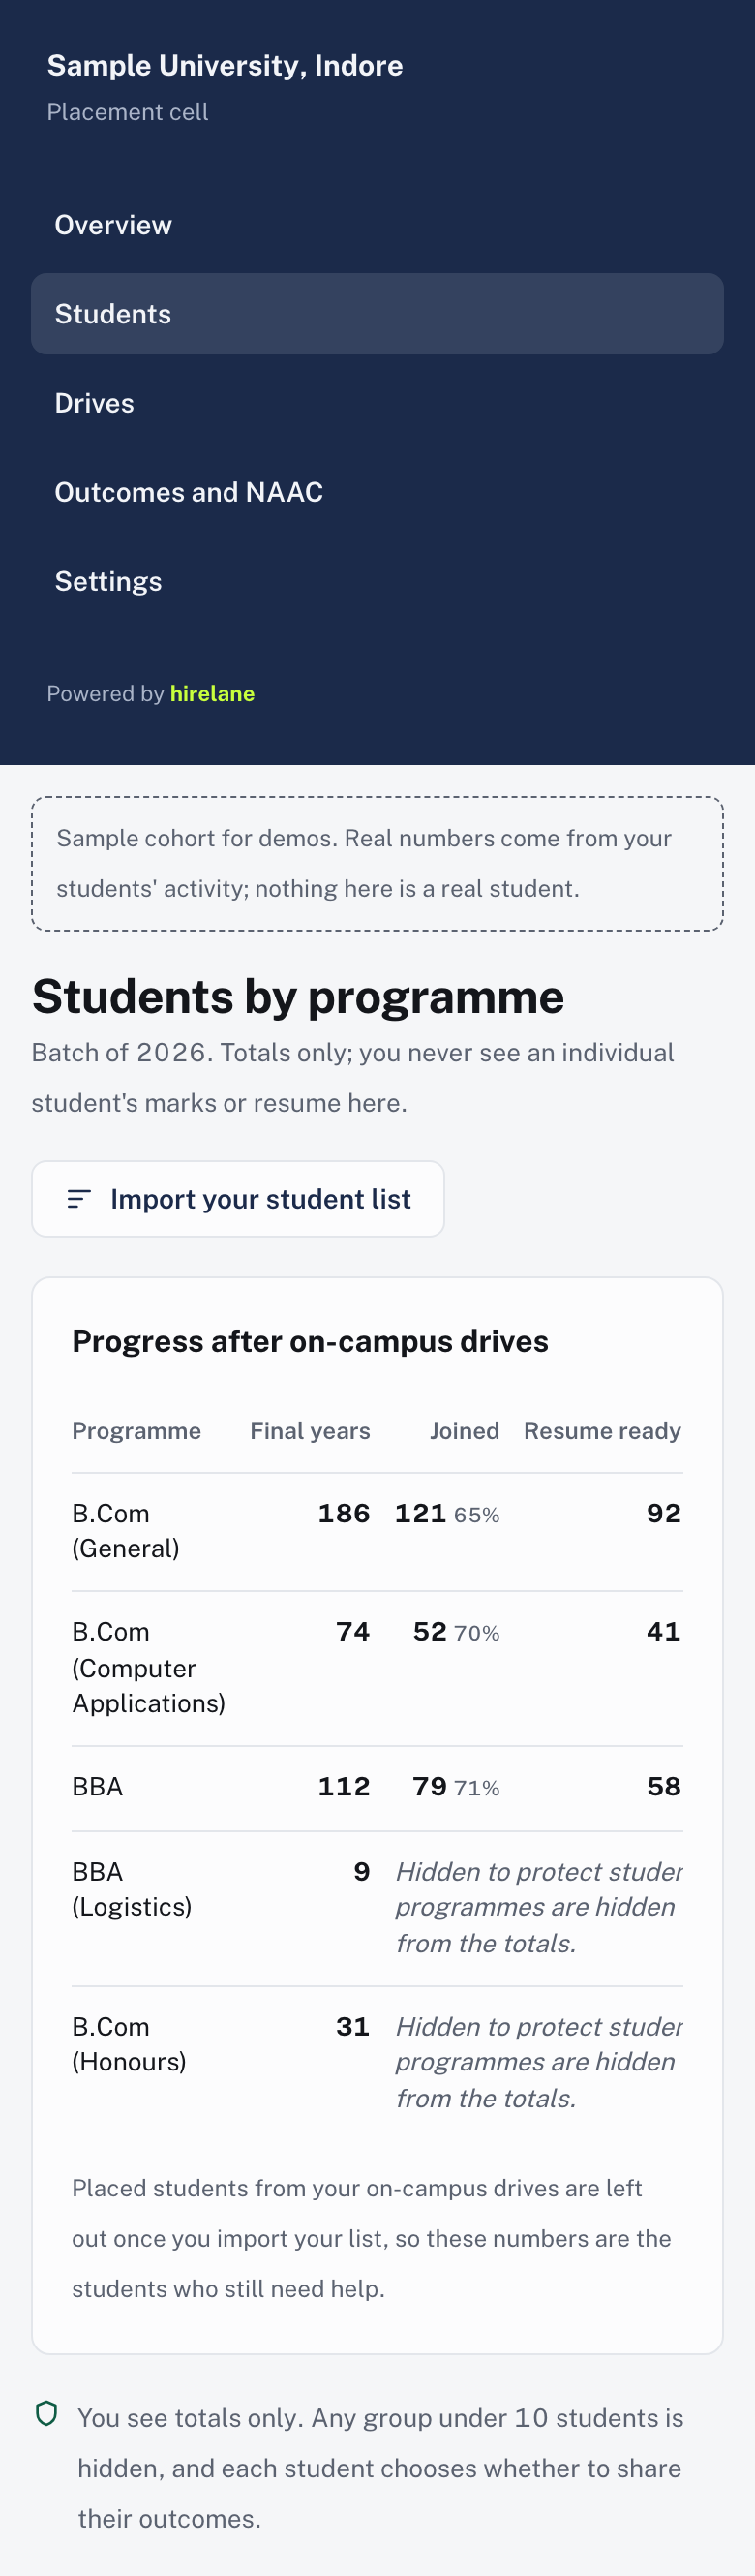 Sample University, Indore
Placement cell
Overview
Students
Drives
Outcomes and NAAC
Settings
Powered by hirelane
Sample cohort for demos. Real numbers come from your
students' activity; nothing here is a real student.
Students by programme
Batch of 2026. Totals only; you never see an individual
student's marks or resume here.
Import your student list
Progress after on-campus drives
Programme Final years Joined Resume ready
B.Com 186 121 65% 92
(General)
B.Com 74 52 70% 41
(Computer
Applications)
BBA 112 79 71% 58
BBA 9 Hidden to protect
(Logistics) programmes are hidden
from the totals.
B.Com 31 Hidden to protect
(Honours) programmes are hidden
from the totals.
Placed students from your on-campus drives are left
out once you import your list, so these numbers are the
students who still need help.
You see totals only. Any group under 10 students is
hidden, and each student chooses whether to share
their outcomes.